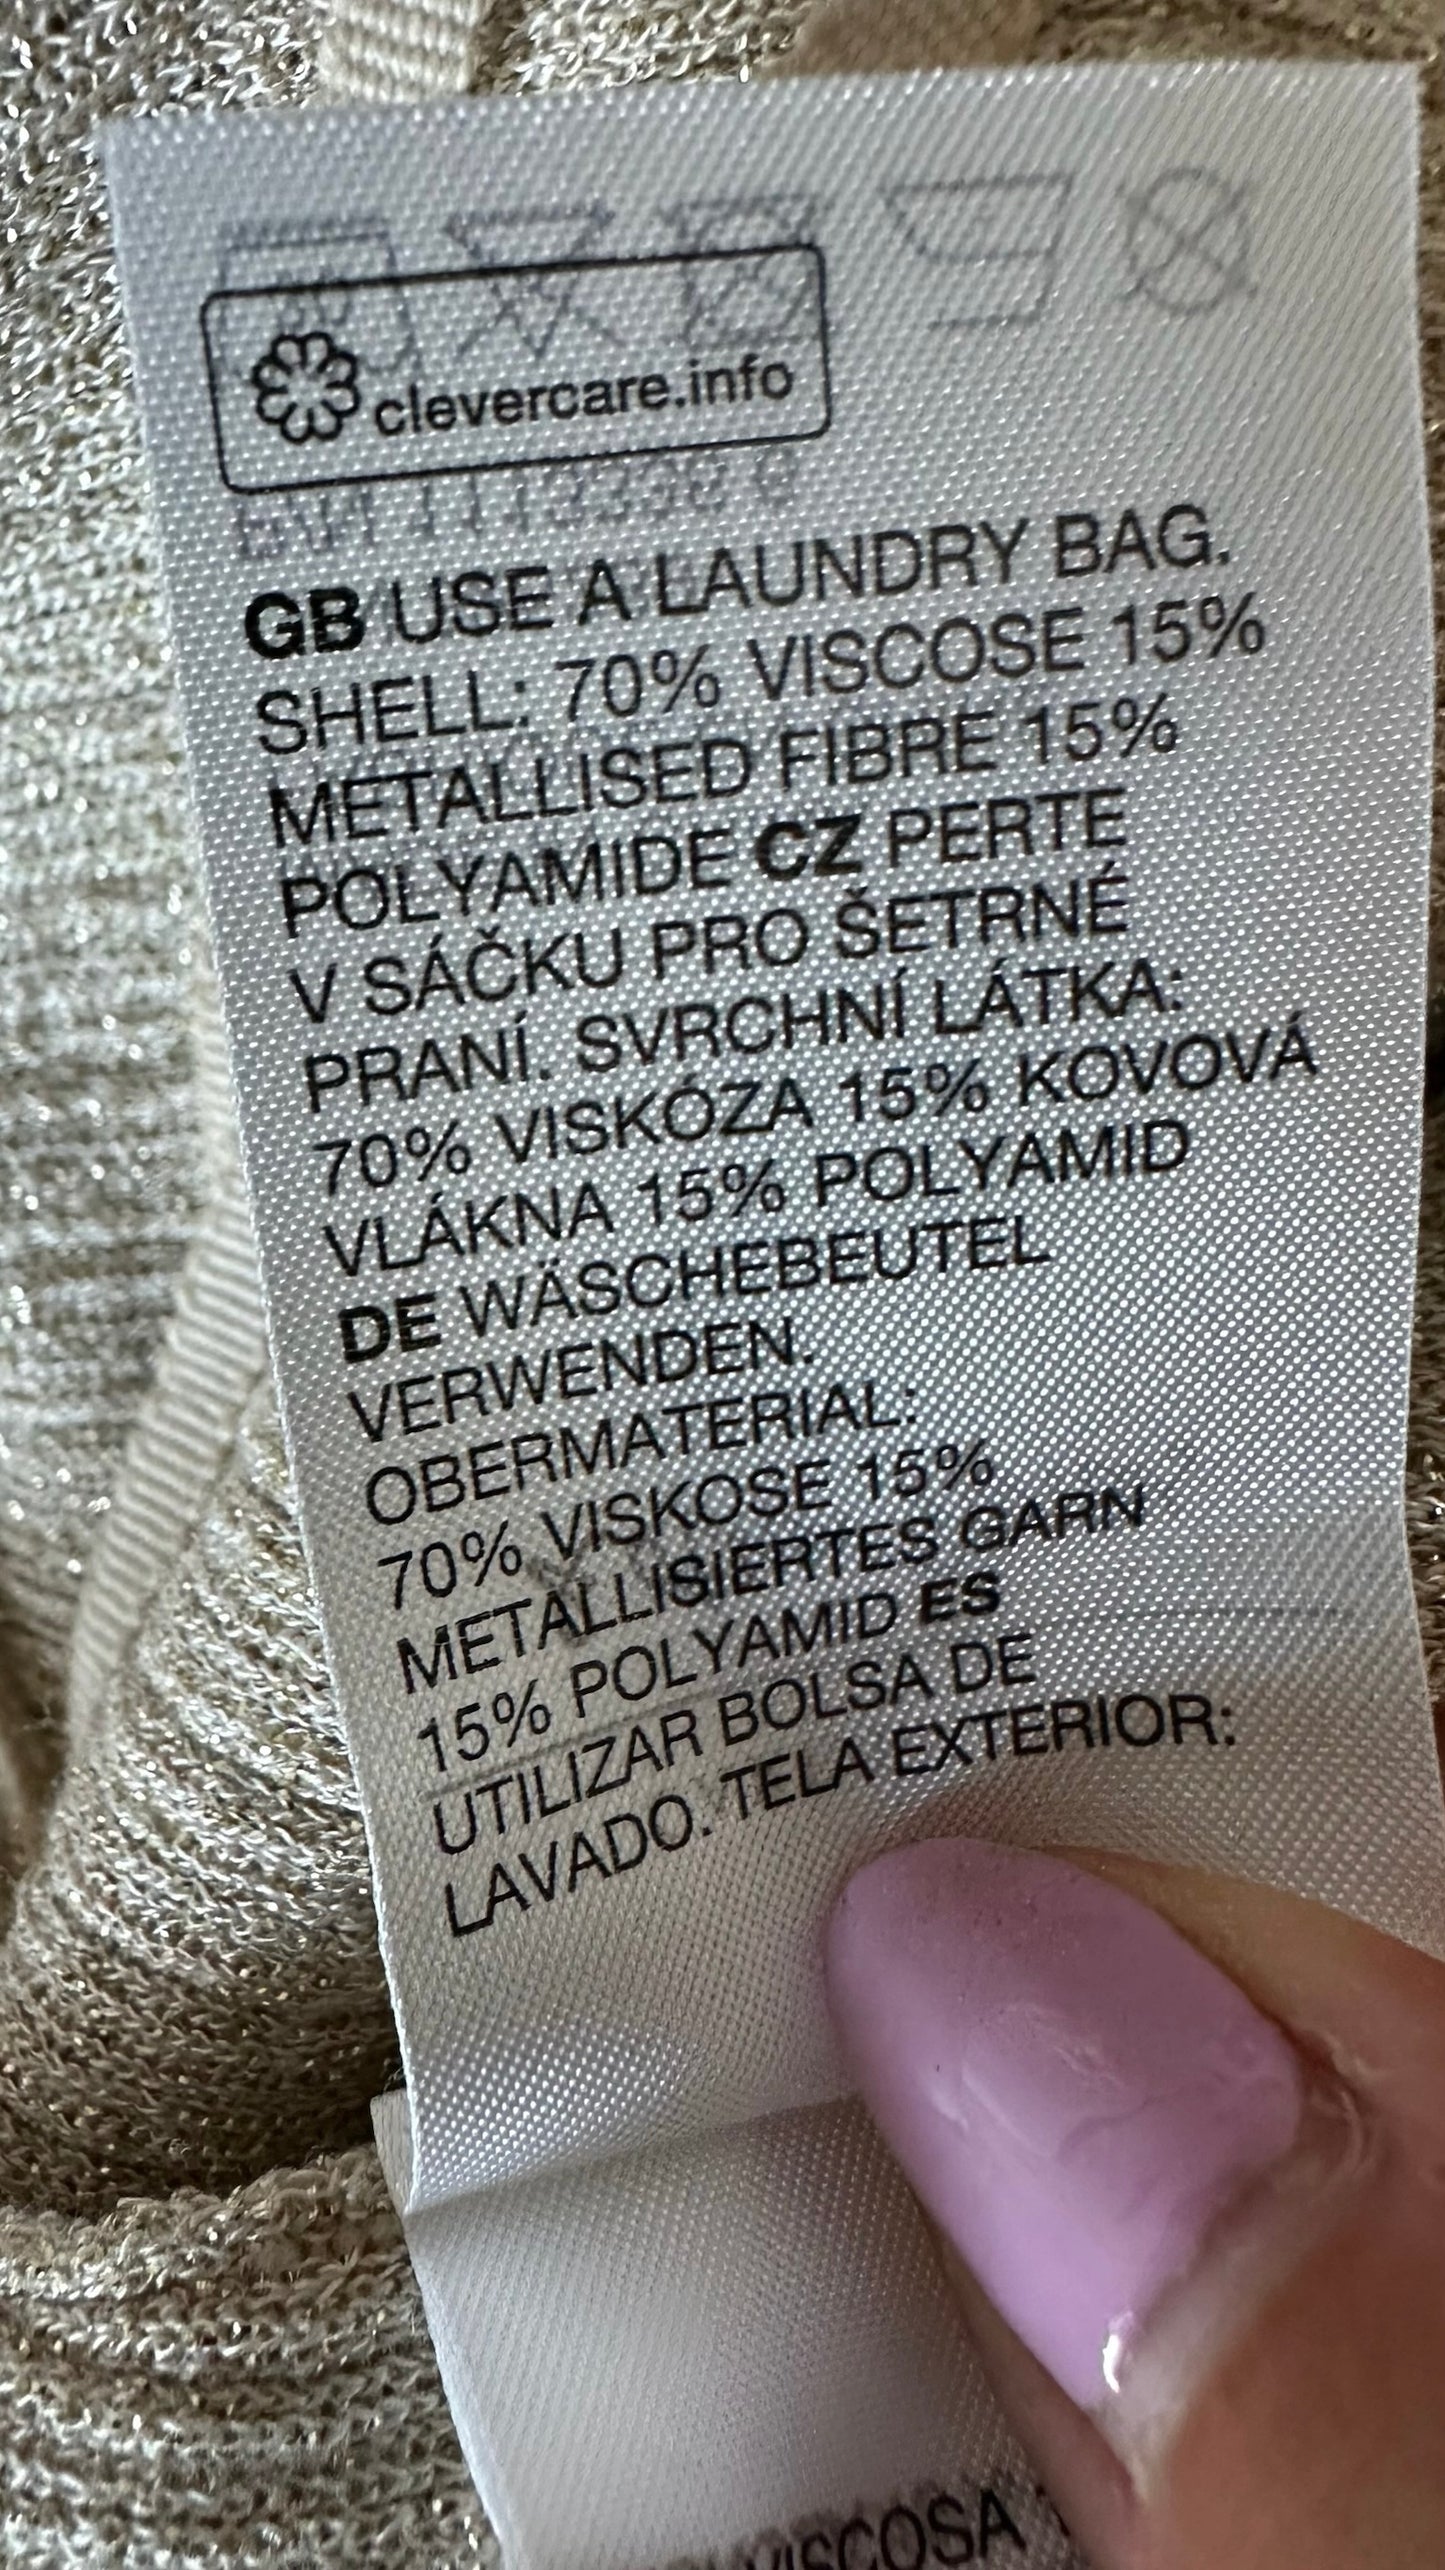 clevercare.info
GB USE A LAUNDRY BAG.
SHELL: 70% VISCOSE 15%
METALLISED FIBRE 15%
POLYAMIDE CZ PERTE
V SÁČKU PRO ŠETRNÉ
PRANÍ. SVRCHNÍ LÁTKA:
70% VISKÓZA 15% KOVOVÁ
VLÁKNA 15% POLYAMID
DE WÄSCHEBEUTEL
VERWENDEN.
OBERMATERIAL:
70% VISKOSE 15%
METALLISIERTES GARN
15% POLYAMID ES
UTILIZAR BOLSA DE
LAVADO. TELA EXTERIOR:
VISCOSA